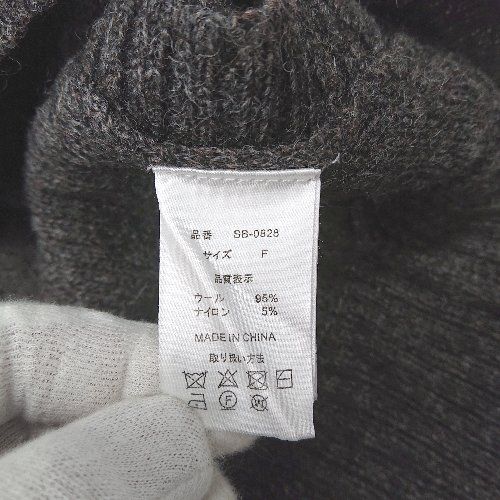 品番 SB-0828
サイズ F
品質表示
ウール 95%
ナイロン 5%
MADE IN CHINA
取り扱い方法
F
W